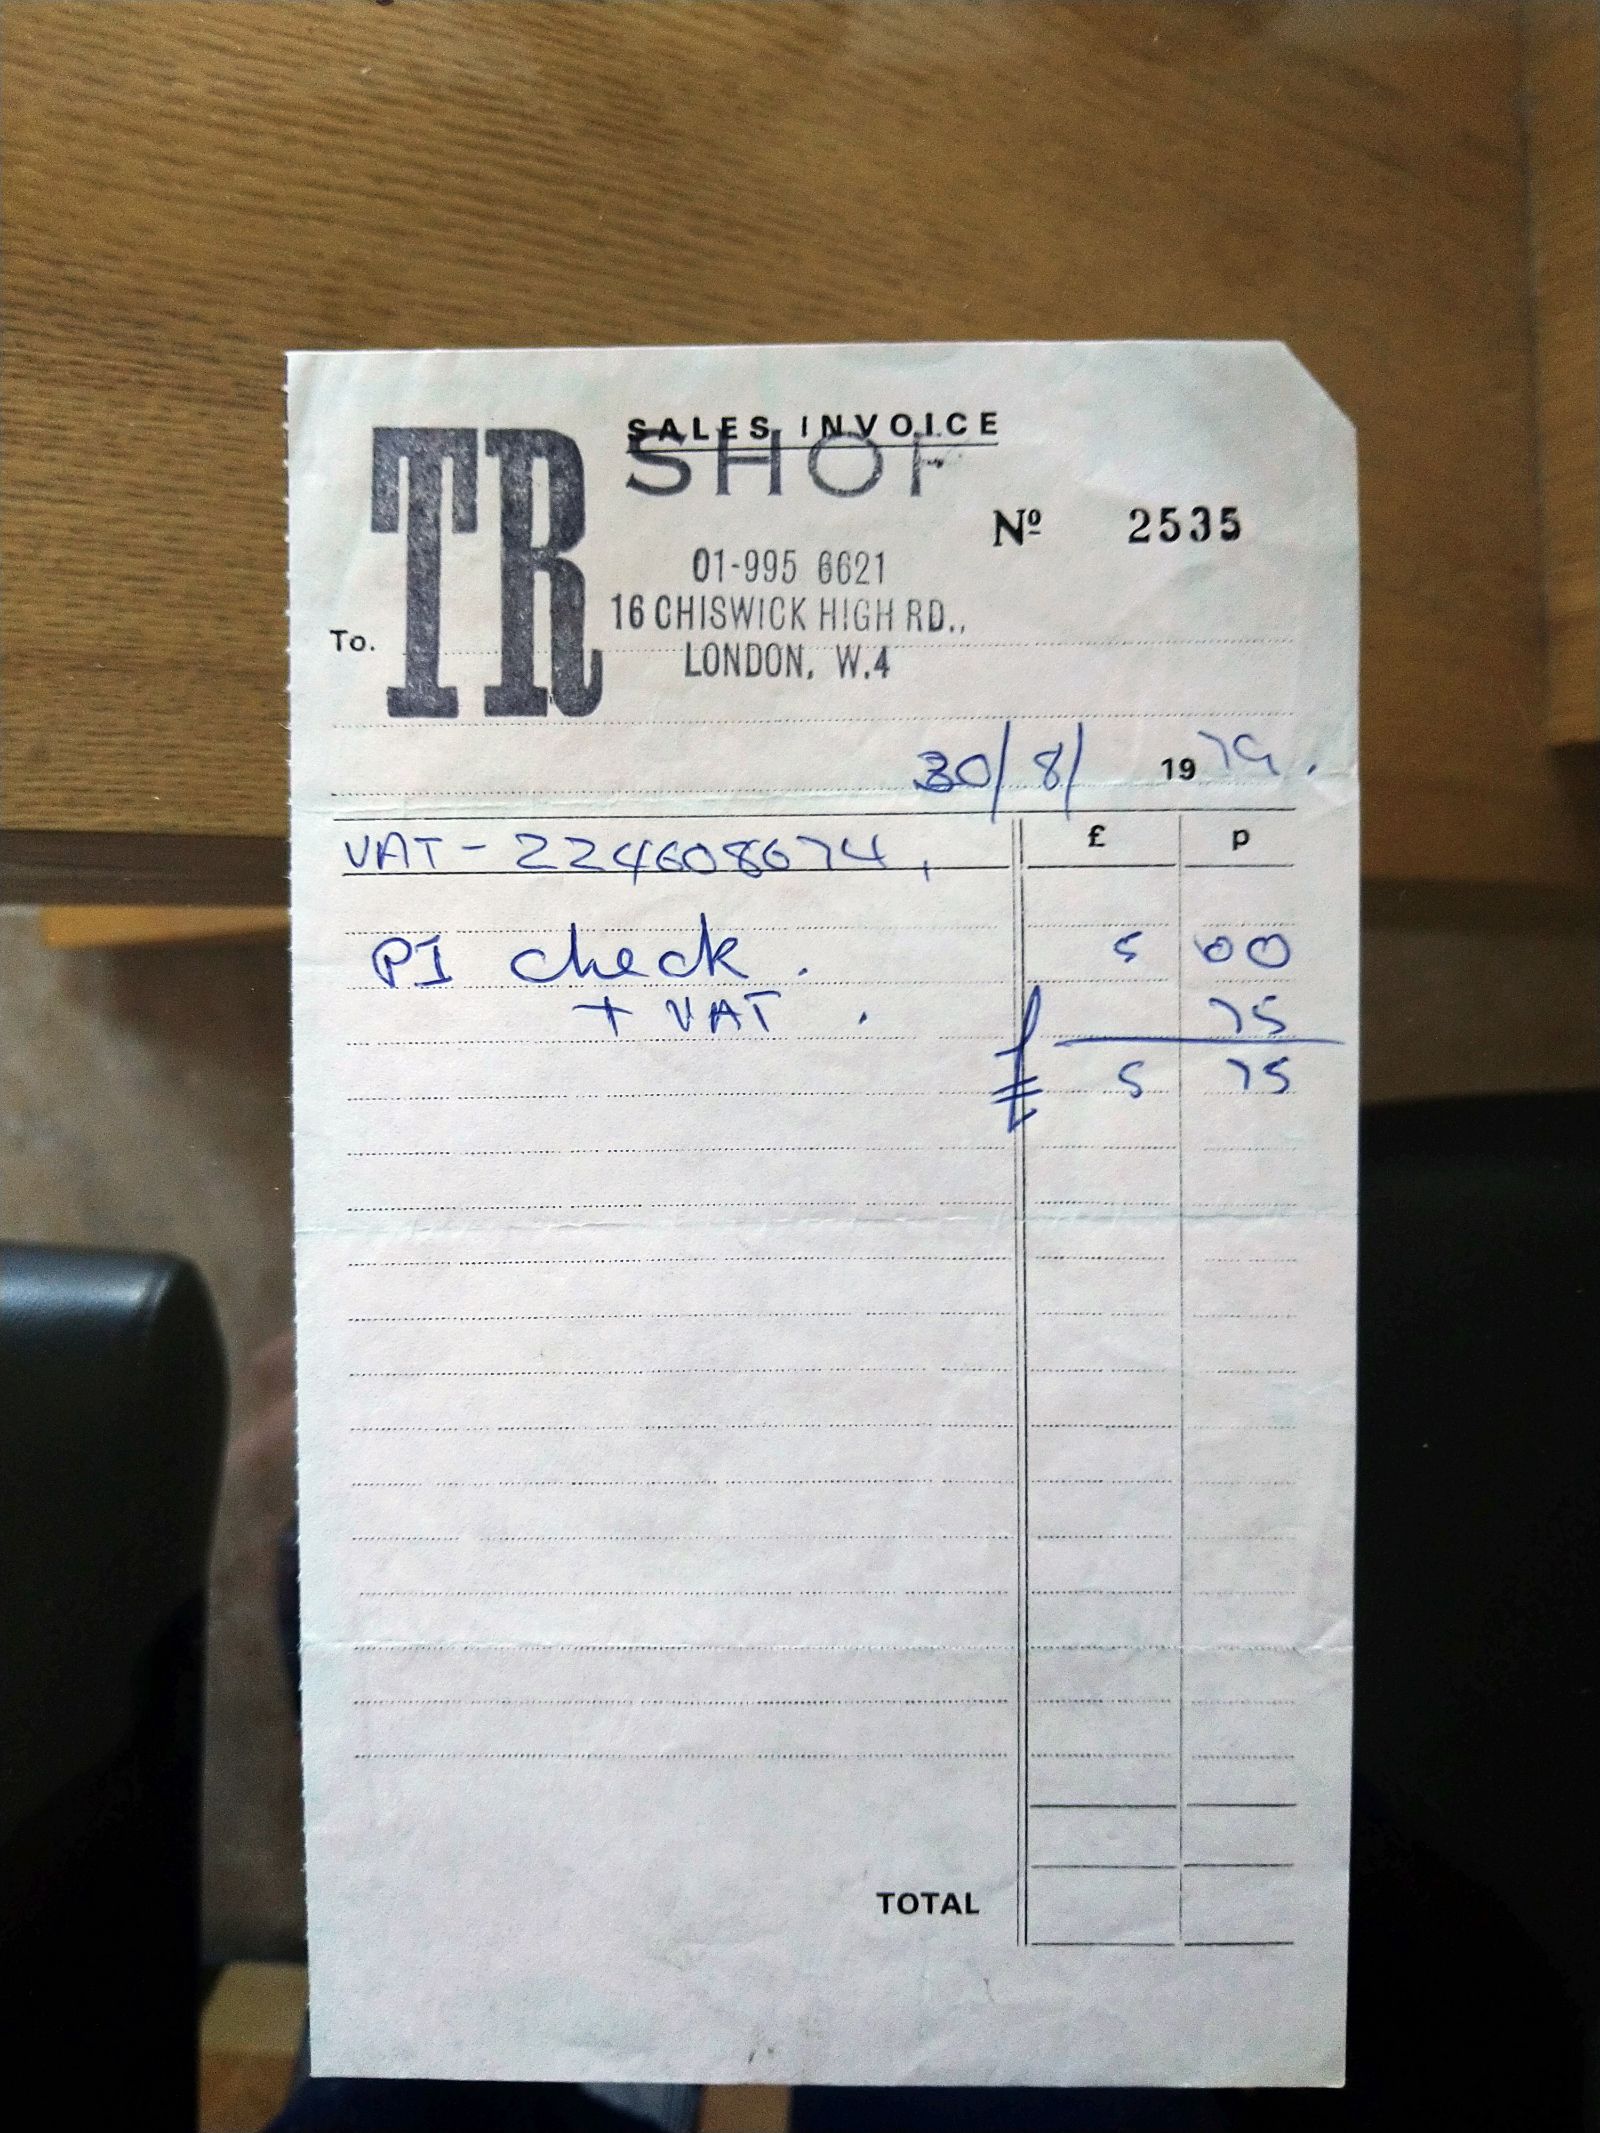 SALES INVOICE
TR SHOP
Nº 2535
01-995 6621
16 CHISWICK HIGH RD.,
To.
LONDON, W.4
30/8/ 1979.
VAT - 224608674, £ p
PI check. 5 00
+ VAT. 75
£ 5 75
TOTAL